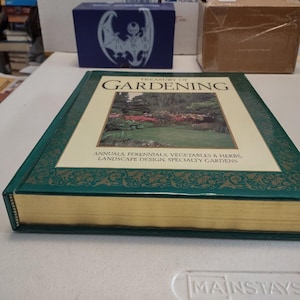 TREASURY OF
GARDENING
ANNUALS, PERENNIALS, VEGETABLES & HERBS,
LANDSCAPE DESIGN, SPECIALTY GARDENS
MAINSTAYS